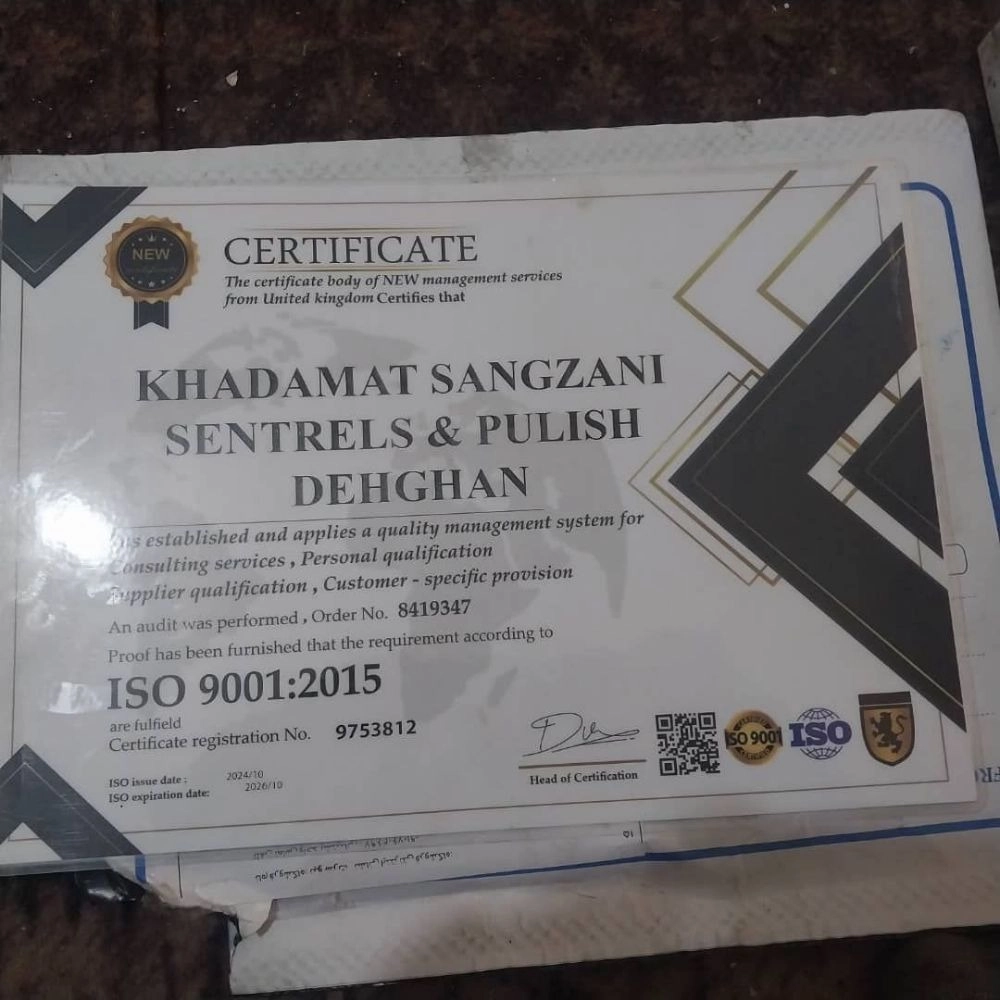 NEW
CERTIFICATE
The certificate body of NEW management services
from United kingdom Certifies that
KHADAMAT SANGZANI
SENTRELS & PULISH
DEHGHAN
established and applies a quality management system for
Consulting services , Personal qualification
Supplier qualification , Customer - specific provision
An audit was performed , Order No. 8419347
Proof has been furnished that the requirement according to
ISO 9001:2015
are fulfield
Certificate registration No. 9753812
ISO issue date : 2024/10
ISO expiration date: 2026/10
Head of Certification
ISO 9001
ISO